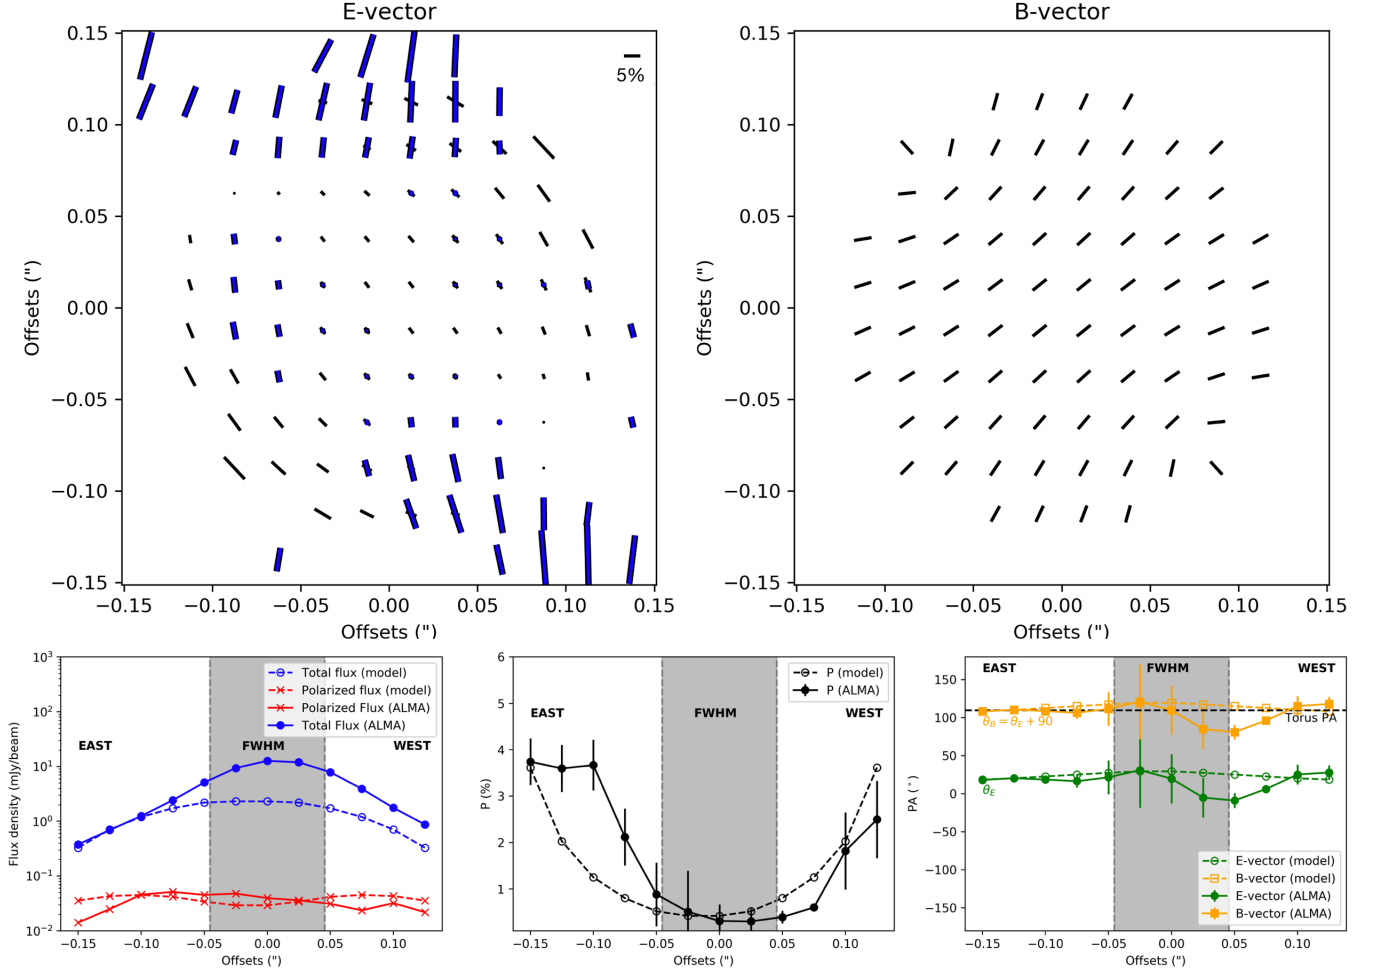 E-vector
B-vector
0.15
0.10
0.05
0.00
−0.05
−0.10
−0.15
Offsets (")
5%
−0.15 −0.10 −0.05 0.00 0.05 0.10 0.15
Offsets (")
0.15
0.10
0.05
0.00
−0.05
−0.10
−0.15
Offsets (")
−0.15 −0.10 −0.05 0.00 0.05 0.10 0.15
Offsets (")
10³
10²
10¹
10⁰
10⁻¹
10⁻²
Flux density (mJy/beam)
Total flux (model)
Polarized flux (model)
Polarized Flux (ALMA)
Total Flux (ALMA)
EAST FWHM WEST
−0.15 −0.10 −0.05 0.00 0.05 0.10
Offsets (")
6
5
4
3
2
1
P (%)
P (model)
P (ALMA)
EAST FWHM WEST
−0.15 −0.10 −0.05 0.00 0.05 0.10
Offsets (")
150
100
50
0
−50
−100
−150
PA (°)
EAST FWHM WEST
θ_B = θ_E + 90
Torus PA
θ_E
E-vector (model)
B-vector (model)
E-vector (ALMA)
B-vector (ALMA)
−0.15 −0.10 −0.05 0.00 0.05 0.10
Offsets (")